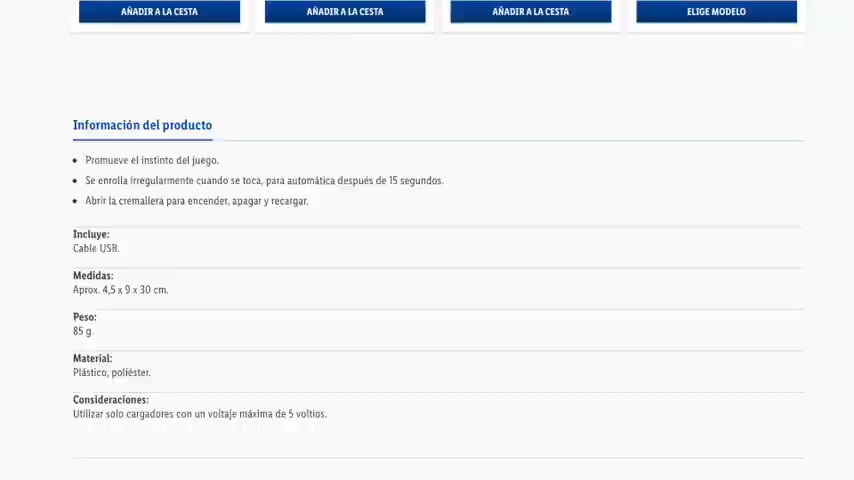 AÑADIR A LA CESTA AÑADIR A LA CESTA AÑADIR A LA CESTA ELIGE MODELO
Información del producto
Promueve el instinto del juego.
Se enrolla irregularmente cuando se toca, para automática después de 15 segundos.
Abrir la cremallera para encender, apagar y recargar.
Incluye:
Cable USB.
Medidas:
Aprox. 4,5 x 9 x 30 cm.
Peso:
85 g.
Material:
Plástico, poliéster.
Consideraciones:
Utilizar solo cargadores con un voltaje máxima de 5 voltios.